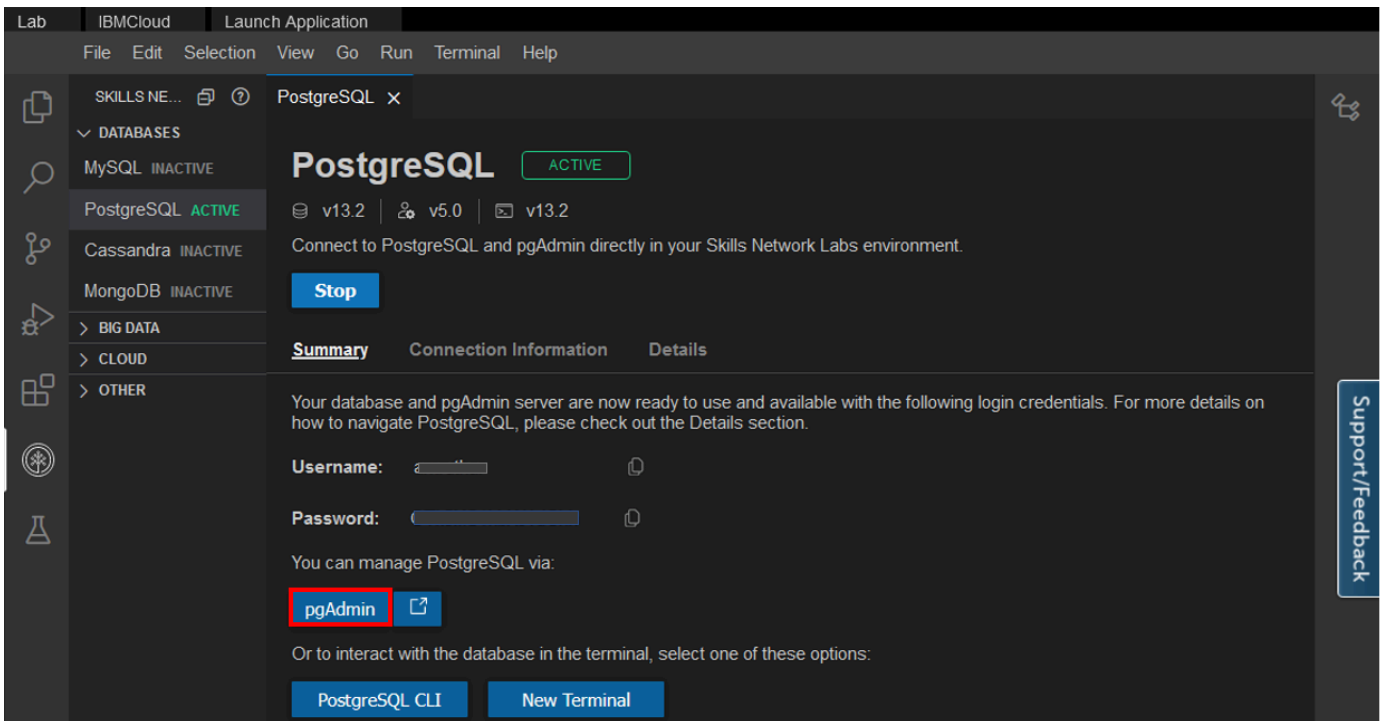 Lab IBMCloud Launch Application
File Edit Selection View Go Run Terminal Help
SKILLS NE...
DATABASES
MySQL INACTIVE
PostgreSQL ACTIVE
Cassandra INACTIVE
MongoDB INACTIVE
BIG DATA
CLOUD
OTHER
PostgreSQL
PostgreSQL ACTIVE
v13.2 v5.0 v13.2
Connect to PostgreSQL and pgAdmin directly in your Skills Network Labs environment.
Stop
Summary Connection Information Details
Your database and pgAdmin server are now ready to use and available with the following login credentials. For more details on
how to navigate PostgreSQL, please check out the Details section.
Username:
Password:
You can manage PostgreSQL via:
pgAdmin
Or to interact with the database in the terminal, select one of these options:
PostgreSQL CLI New Terminal
Support/Feedback